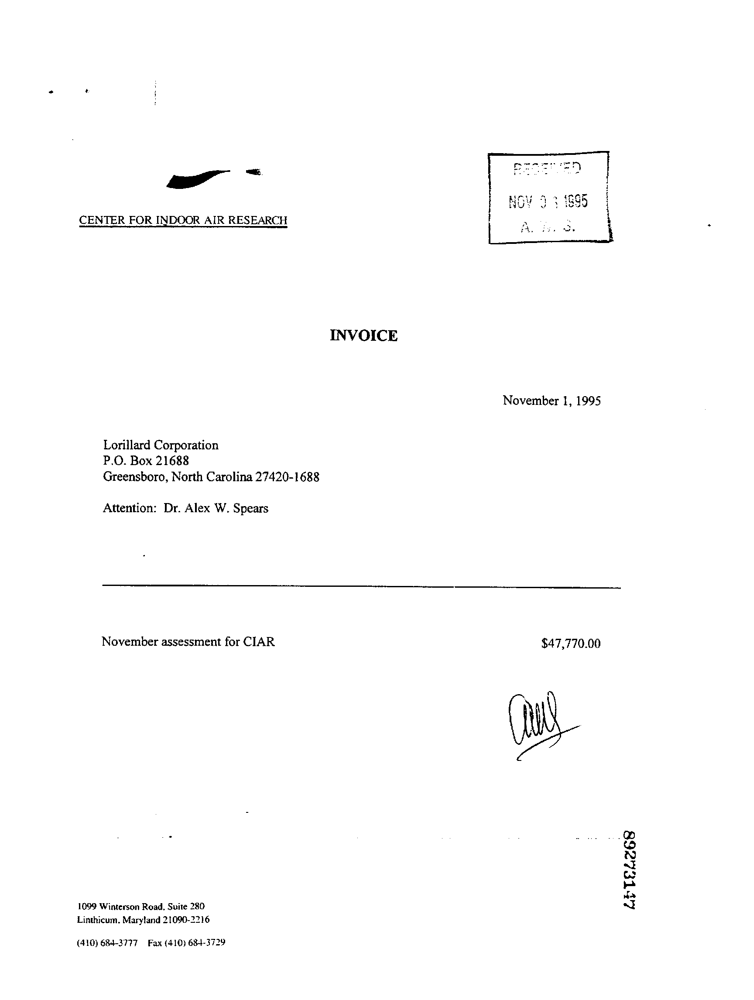 RECEIVED
NOV 0 1995
A. W. S.
CENTER FOR INDOOR AIR RESEARCH
INVOICE
November 1, 1995
Lorillard Corporation
P.O. Box 21688
Greensboro, North Carolina 27420-1688
Attention: Dr. Alex W. Spears
November assessment for CIAR $47,770.00
89273147
1099 Winterson Road, Suite 280
Linthicum, Maryland 21090-2216
(410) 684-3777 Fax (410) 684-3729